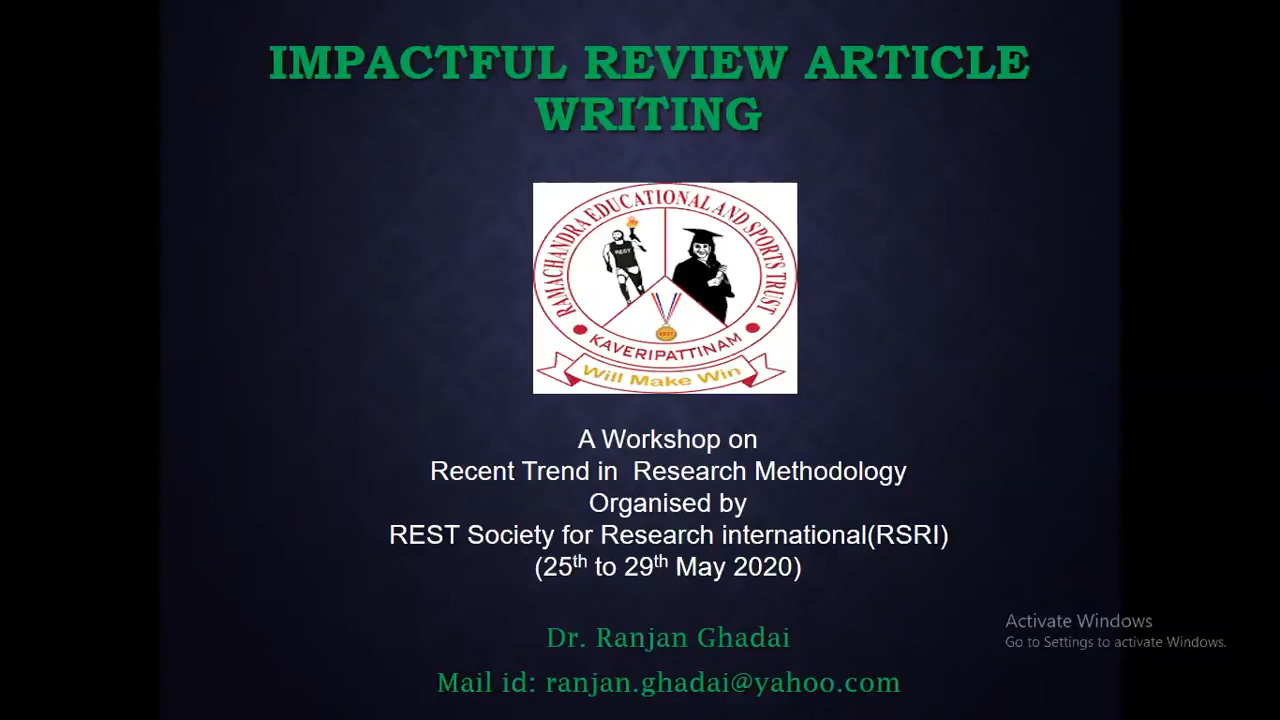 IMPACTFUL REVIEW ARTICLE
WRITING
RAMACHANDRA EDUCATIONAL AND SPORTS TRUST
REST
REST
KAVERIPATTINAM
Will Make Win
A Workshop on
Recent Trend in Research Methodology
Organised by
REST Society for Research international(RSRI)
(25th to 29th May 2020)
Activate Windows
Go to Settings to activate Windows.
Dr. Ranjan Ghadai
Mail id: ranjan.ghadai@yahoo.com